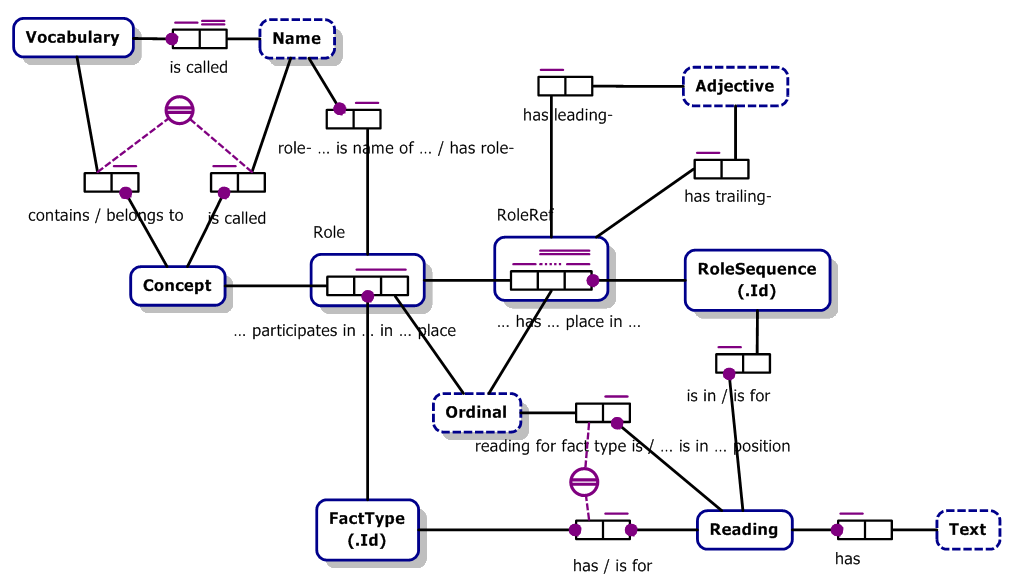 Vocabulary
Name
is called
Adjective
has leading-
role- ... is name of ... / has role-
has trailing-
contains / belongs to
is called
RoleRef
Role
Concept
RoleSequence
(.Id)
... has ... place in ...
... participates in ... in ... place
is in / is for
Ordinal
reading for fact type is / ... is in ... position
FactType
(.Id)
Reading
Text
has / is for
has